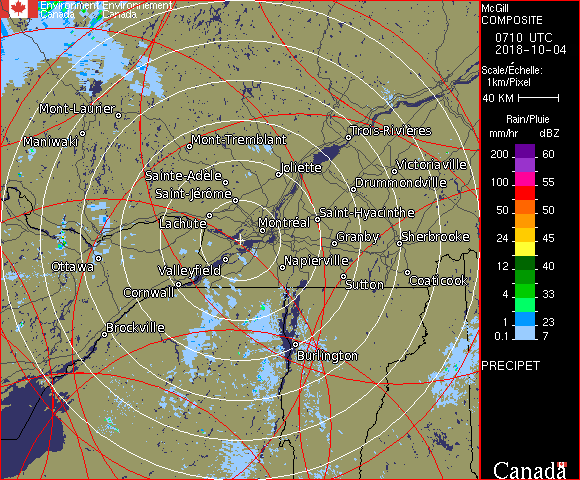 Environment Environnement
Canada Canada
McGill
COMPOSITE
0710 UTC
2018-10-04
Scale/Échelle:
1km/Pixel
40 KM
Rain/Pluie
mm/hr dBZ
200 60
100 55
50 50
24 45
12 40
4 33
1 23
0.1 7
PRECIPET
Canada
Mont-Laurier
Maniwaki
Mont-Tremblant
Trois-Rivières
Joliette
Victoriaville
Sainte-Adèle
Drummondville
Saint-Jérôme
Saint-Hyacinthe
Lachute
Montréal
Granby
Sherbrooke
Ottawa
Valleyfield
Napierville
Cornwall
Sutton
Coaticook
Brockville
Burlington